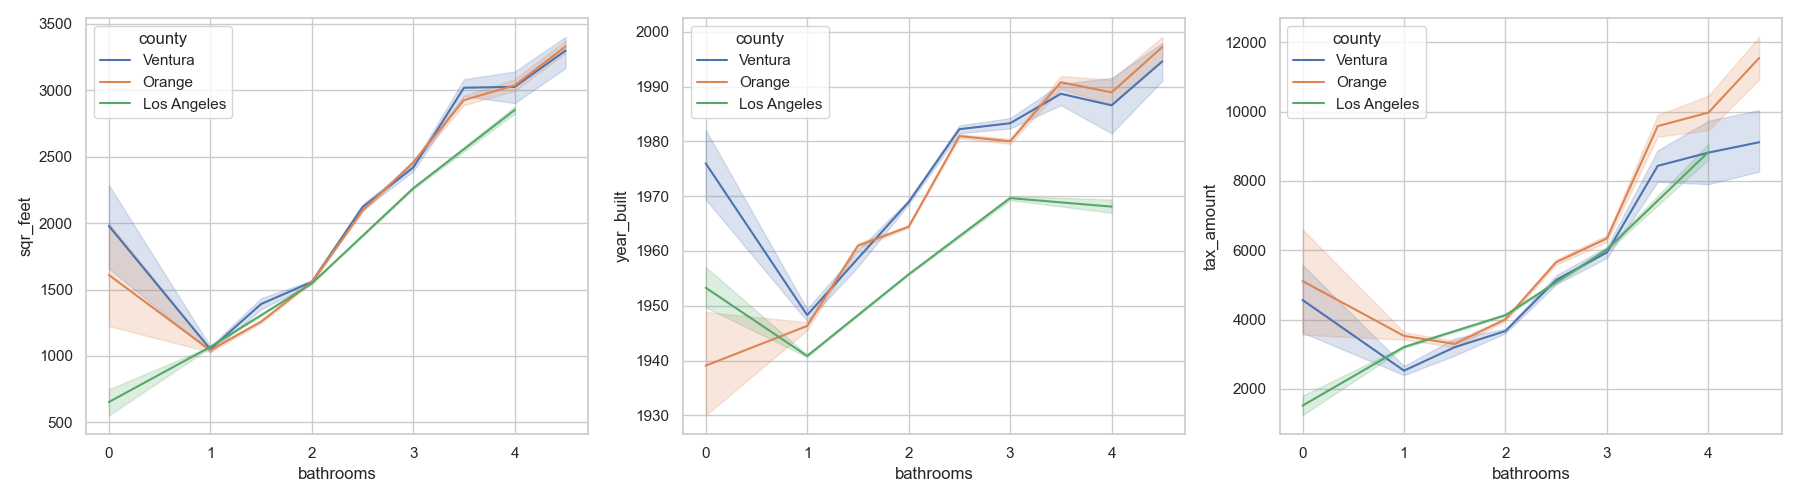 3500
3000
2500
2000
1500
1000
500
sqr_feet
county
Ventura
Orange
Los Angeles
0 1 2 3 4
bathrooms
2000
1990
1980
1970
1960
1950
1940
1930
year_built
county
Ventura
Orange
Los Angeles
0 1 2 3 4
bathrooms
12000
10000
8000
6000
4000
2000
tax_amount
county
Ventura
Orange
Los Angeles
0 1 2 3 4
bathrooms